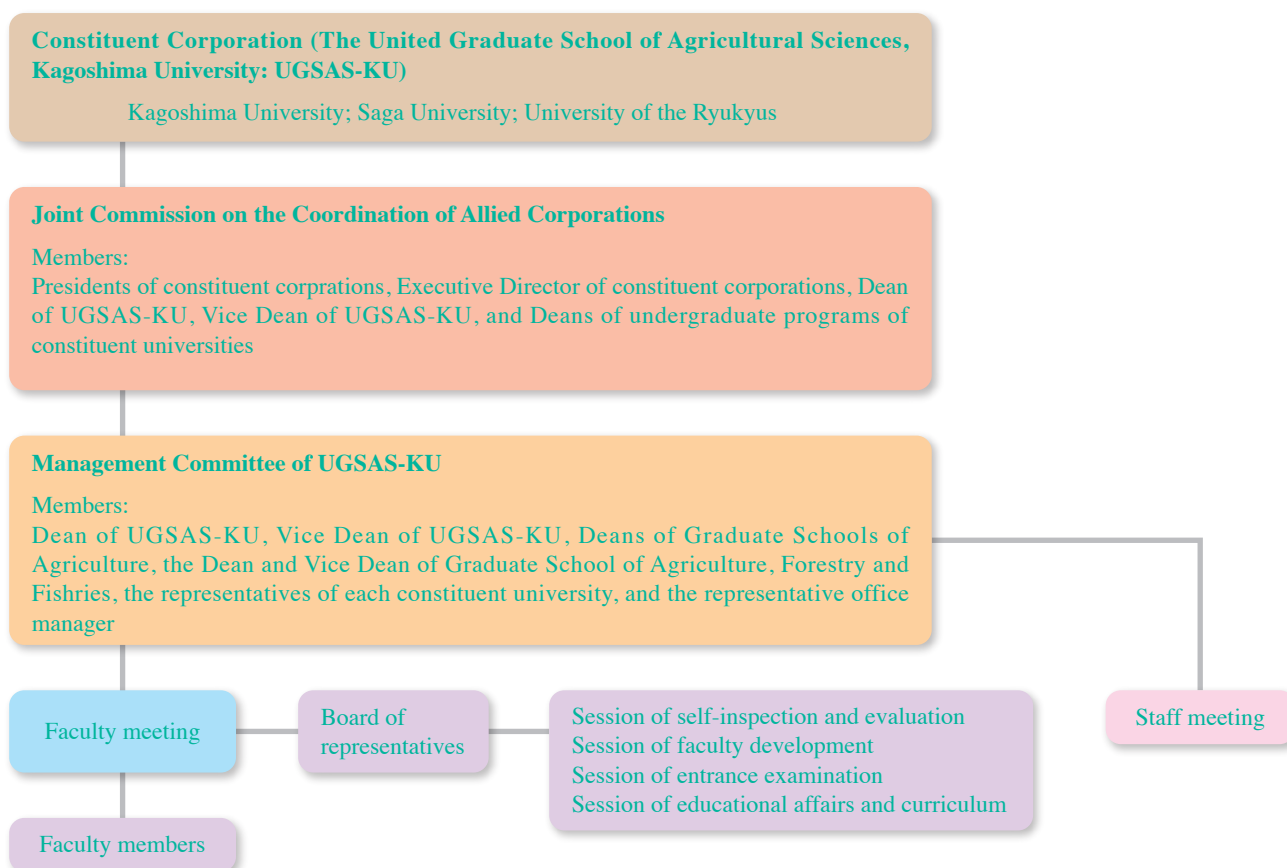 Constituent Corporation (The United Graduate School of Agricultural Sciences,
Kagoshima University: UGSAS-KU)
Kagoshima University; Saga University; University of the Ryukyus
Joint Commission on the Coordination of Allied Corporations
Members:
Presidents of constituent corprations, Executive Director of constituent corporations, Dean
of UGSAS-KU, Vice Dean of UGSAS-KU, and Deans of undergraduate programs of
constituent universities
Management Committee of UGSAS-KU
Members:
Dean of UGSAS-KU, Vice Dean of UGSAS-KU, Deans of Graduate Schools of
Agriculture, the Dean and Vice Dean of Graduate School of Agriculture, Forestry and
Fishries, the representatives of each constituent university, and the representative office
manager
Faculty meeting
Board of
representatives
Session of self-inspection and evaluation
Session of faculty development
Session of entrance examination
Session of educational affairs and curriculum
Staff meeting
Faculty members